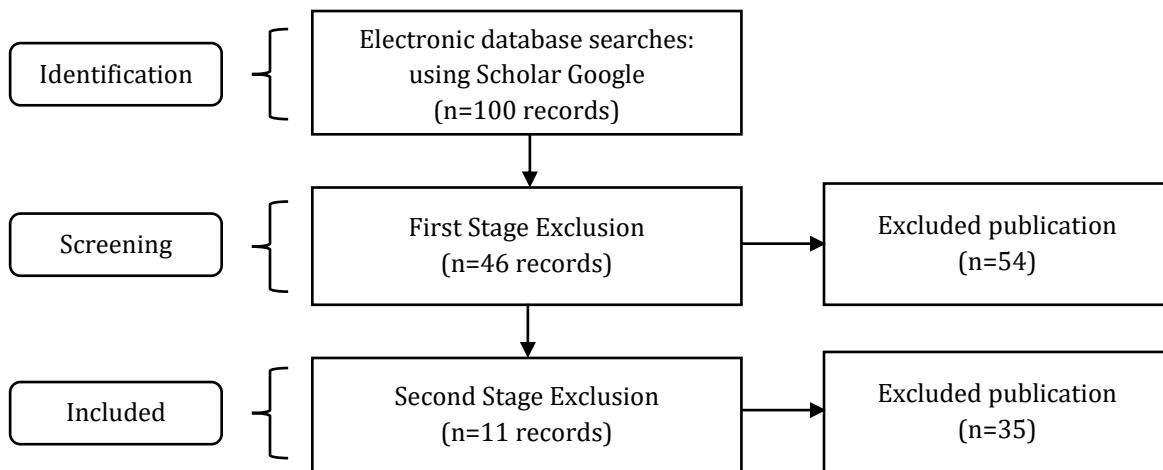 Identification
Electronic database searches:
using Scholar Google
(n=100 records)
Screening
First Stage Exclusion
(n=46 records)
Excluded publication
(n=54)
Included
Second Stage Exclusion
(n=11 records)
Excluded publication
(n=35)